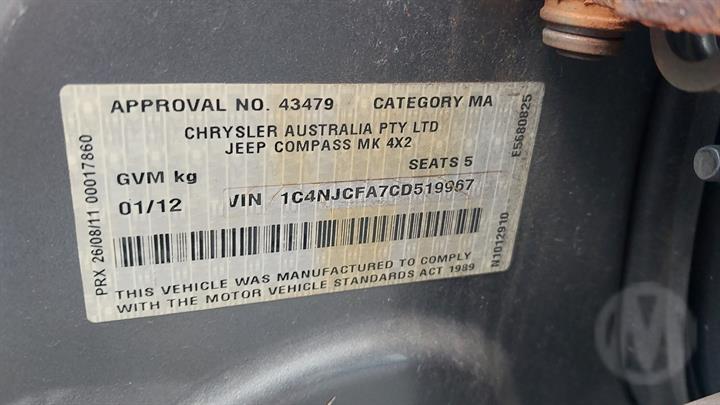 APPROVAL NO. 43479 CATEGORY MA
CHRYSLER AUSTRALIA PTY LTD
JEEP COMPASS MK 4X2
GVM kg SEATS 5
01/12 VIN 1C4NJCFA7CD519967
THIS VEHICLE WAS MANUFACTURED TO COMPLY
WITH THE MOTOR VEHICLE STANDARDS ACT 1989
PRX 26/08/11 00017860
E5680825
N1012910
M